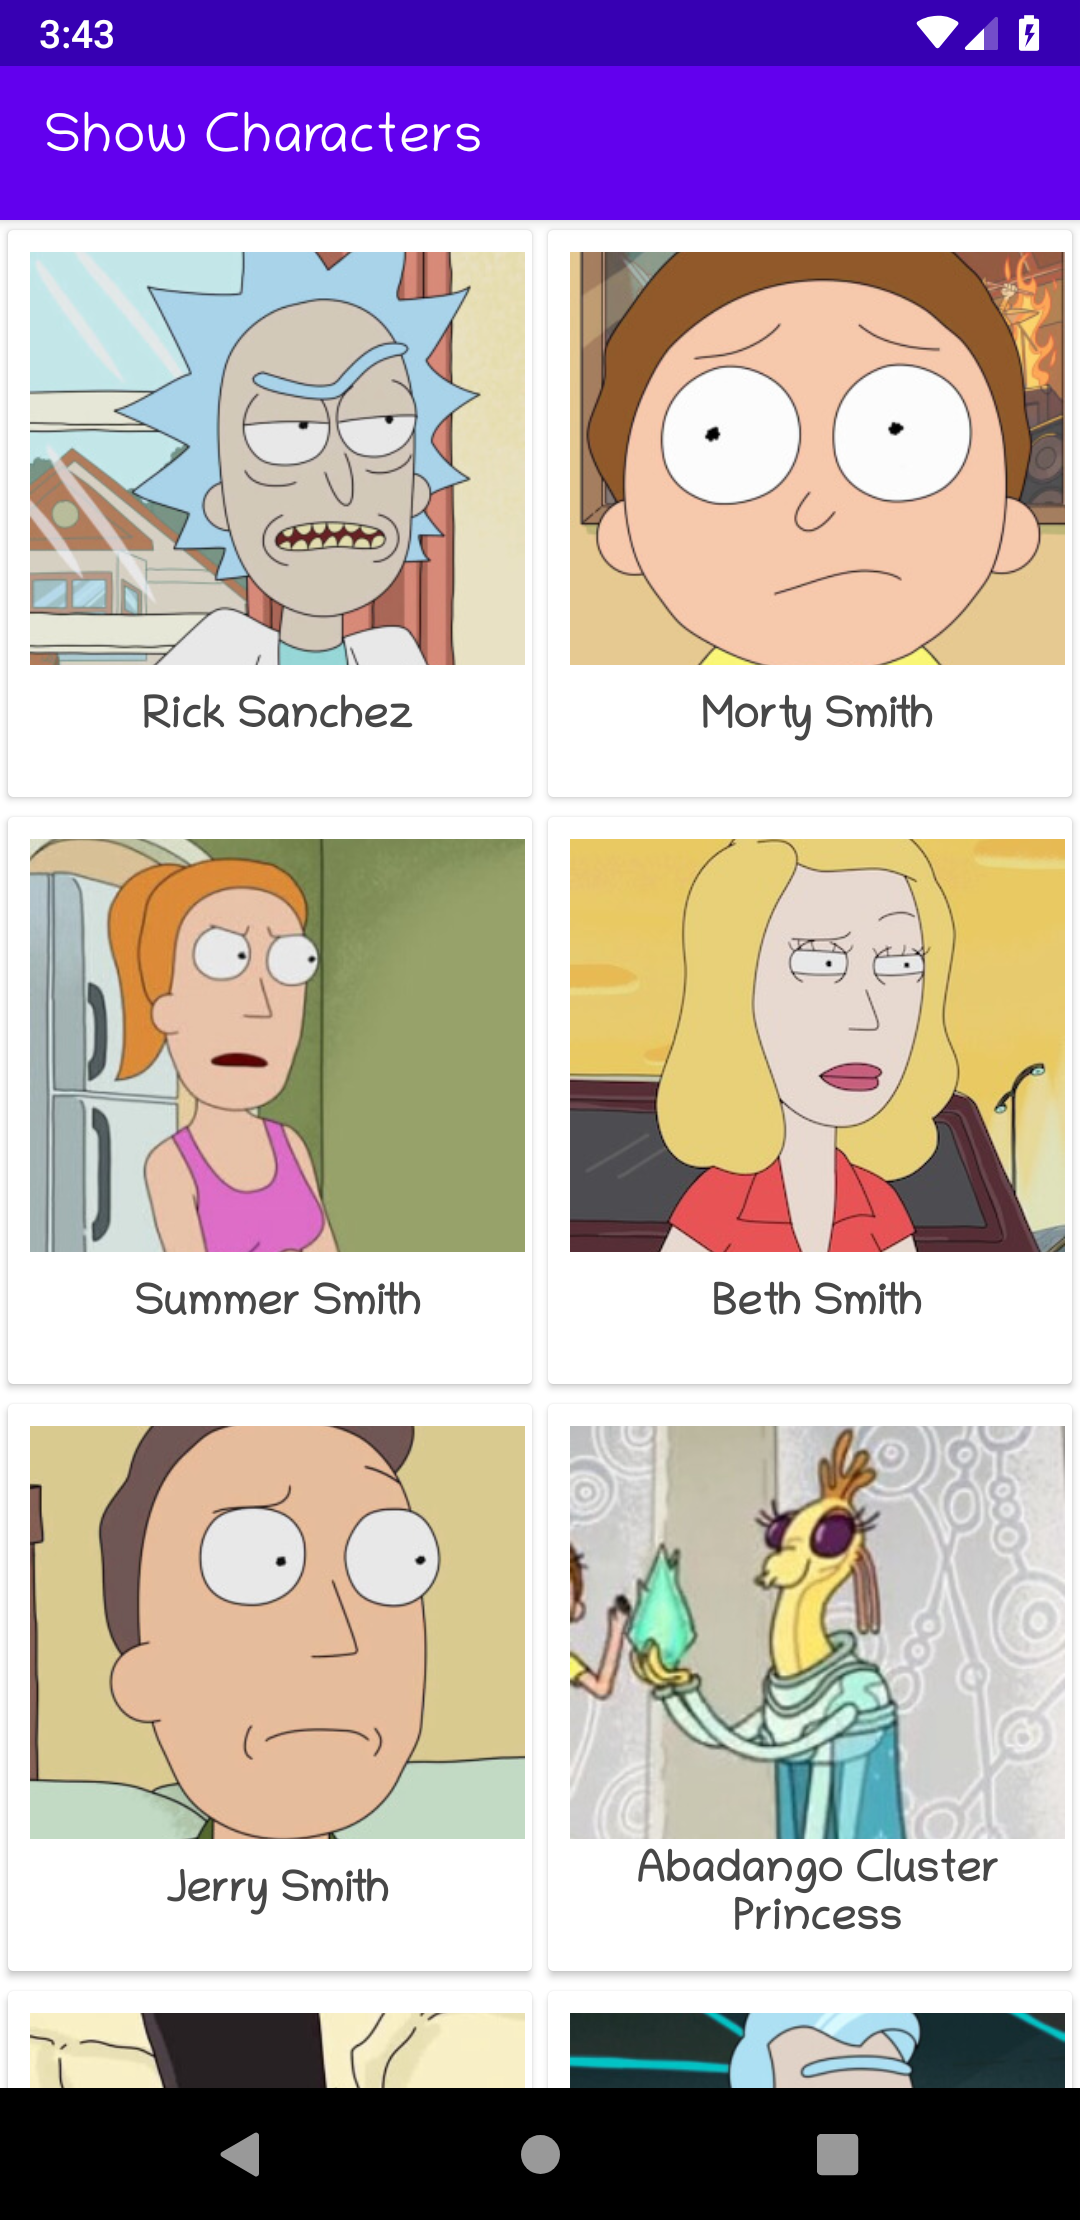 3:43
Show Characters
Rick Sanchez
Morty Smith
Summer Smith
Beth Smith
Jerry Smith
Abadango Cluster
Princess